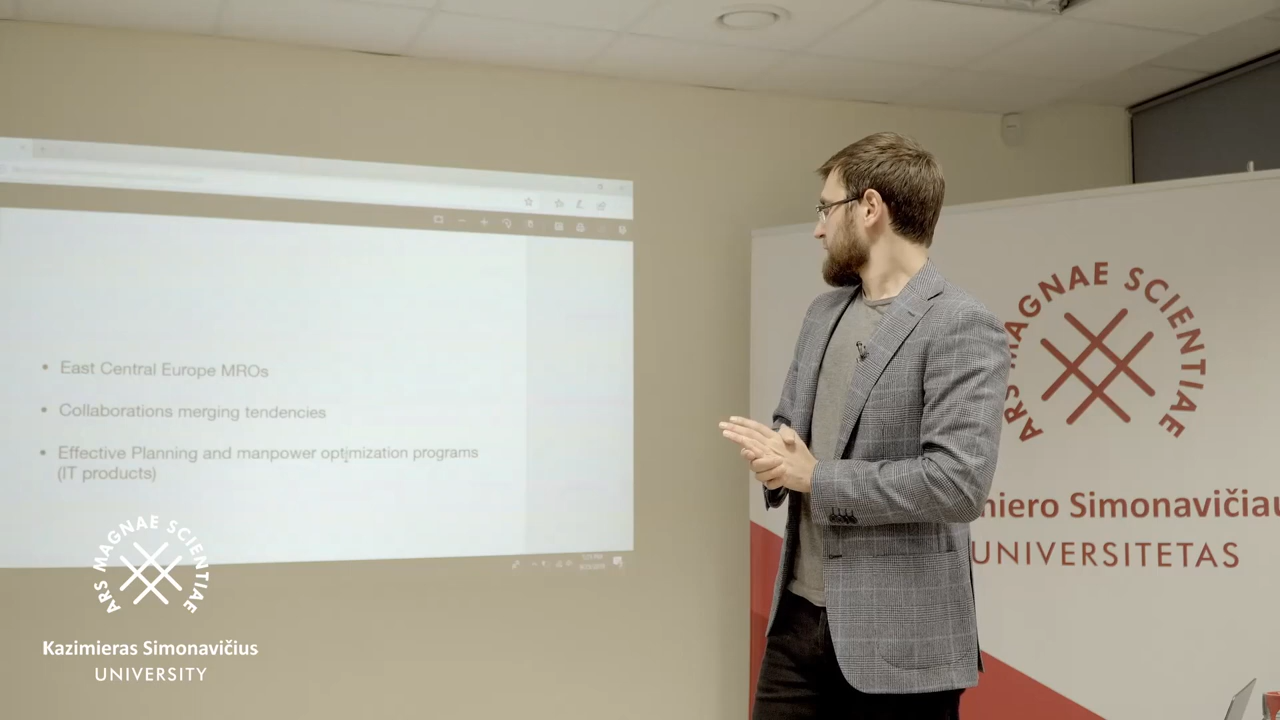 • East Central Europe MROs
• Collaborations merging tendencies
• Effective Planning and manpower optimization programs
(IT products)
ARS MAGNAE SCIENTIAE
Kazimieras Simonavičius
UNIVERSITY
ARS MAGNAE SCIENTIAE
miero Simonavičiau
UNIVERSITETAS